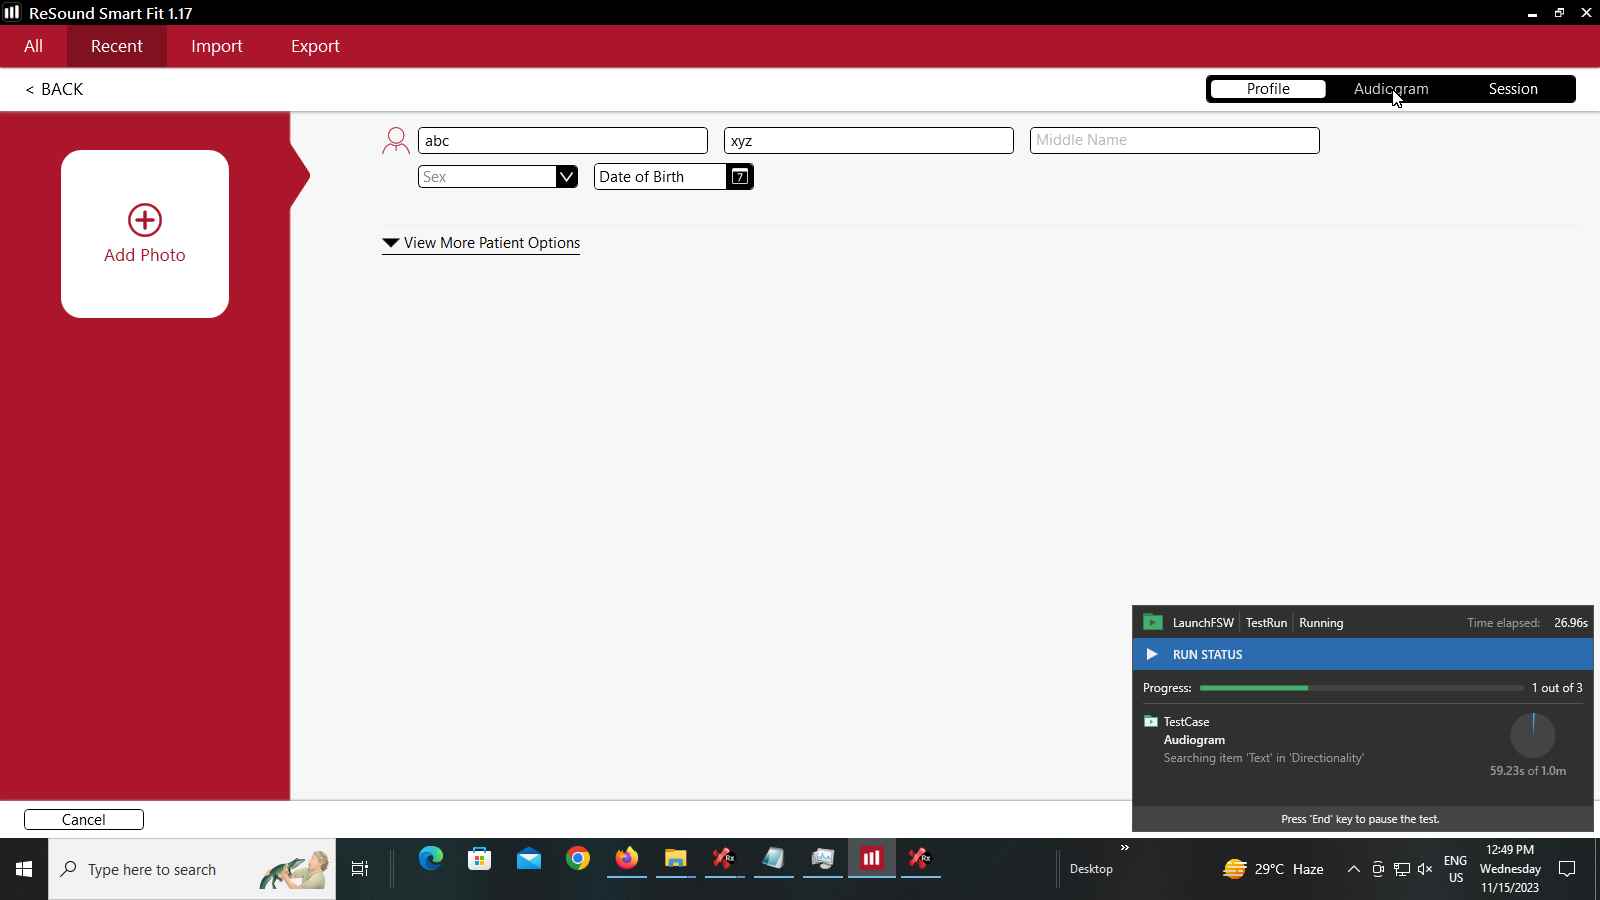 ReSound Smart Fit 1.17
All Recent Import Export
< BACK
Profile Audiogram Session
abc xyz Middle Name
Sex Date of Birth 7
View More Patient Options
Add Photo
LaunchFSW TestRun Running Time elapsed: 26.96s
RUN STATUS
Progress: 1 out of 3
TestCase
Audiogram
Searching item 'Text' in 'Directionality'
59.23s of 1.0m
Press 'End' key to pause the test.
Cancel
Type here to search
Rx
Rx
Desktop
»
29°C Haze
ENG
US
12:49 PM
Wednesday
11/15/2023